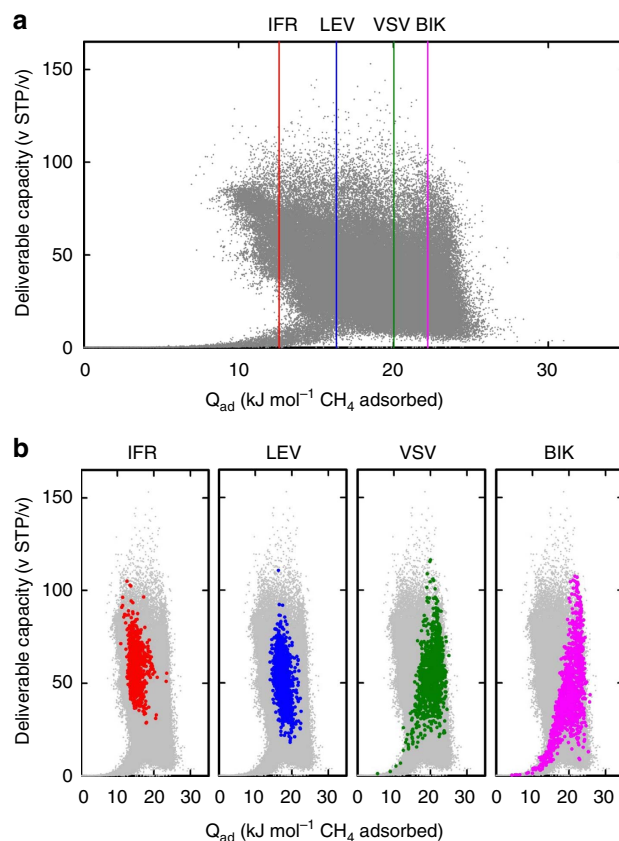 a
IFR LEV VSV BIK
150
100
50
0
Deliverable capacity (v STP/v)
0 10 20 30
Q_ad (kJ mol⁻¹ CH₄ adsorbed)
b
IFR LEV VSV BIK
150
100
50
0
Deliverable capacity (v STP/v)
0 10 20 30 0 10 20 30 0 10 20 30 0 10 20 30
Q_ad (kJ mol⁻¹ CH₄ adsorbed)